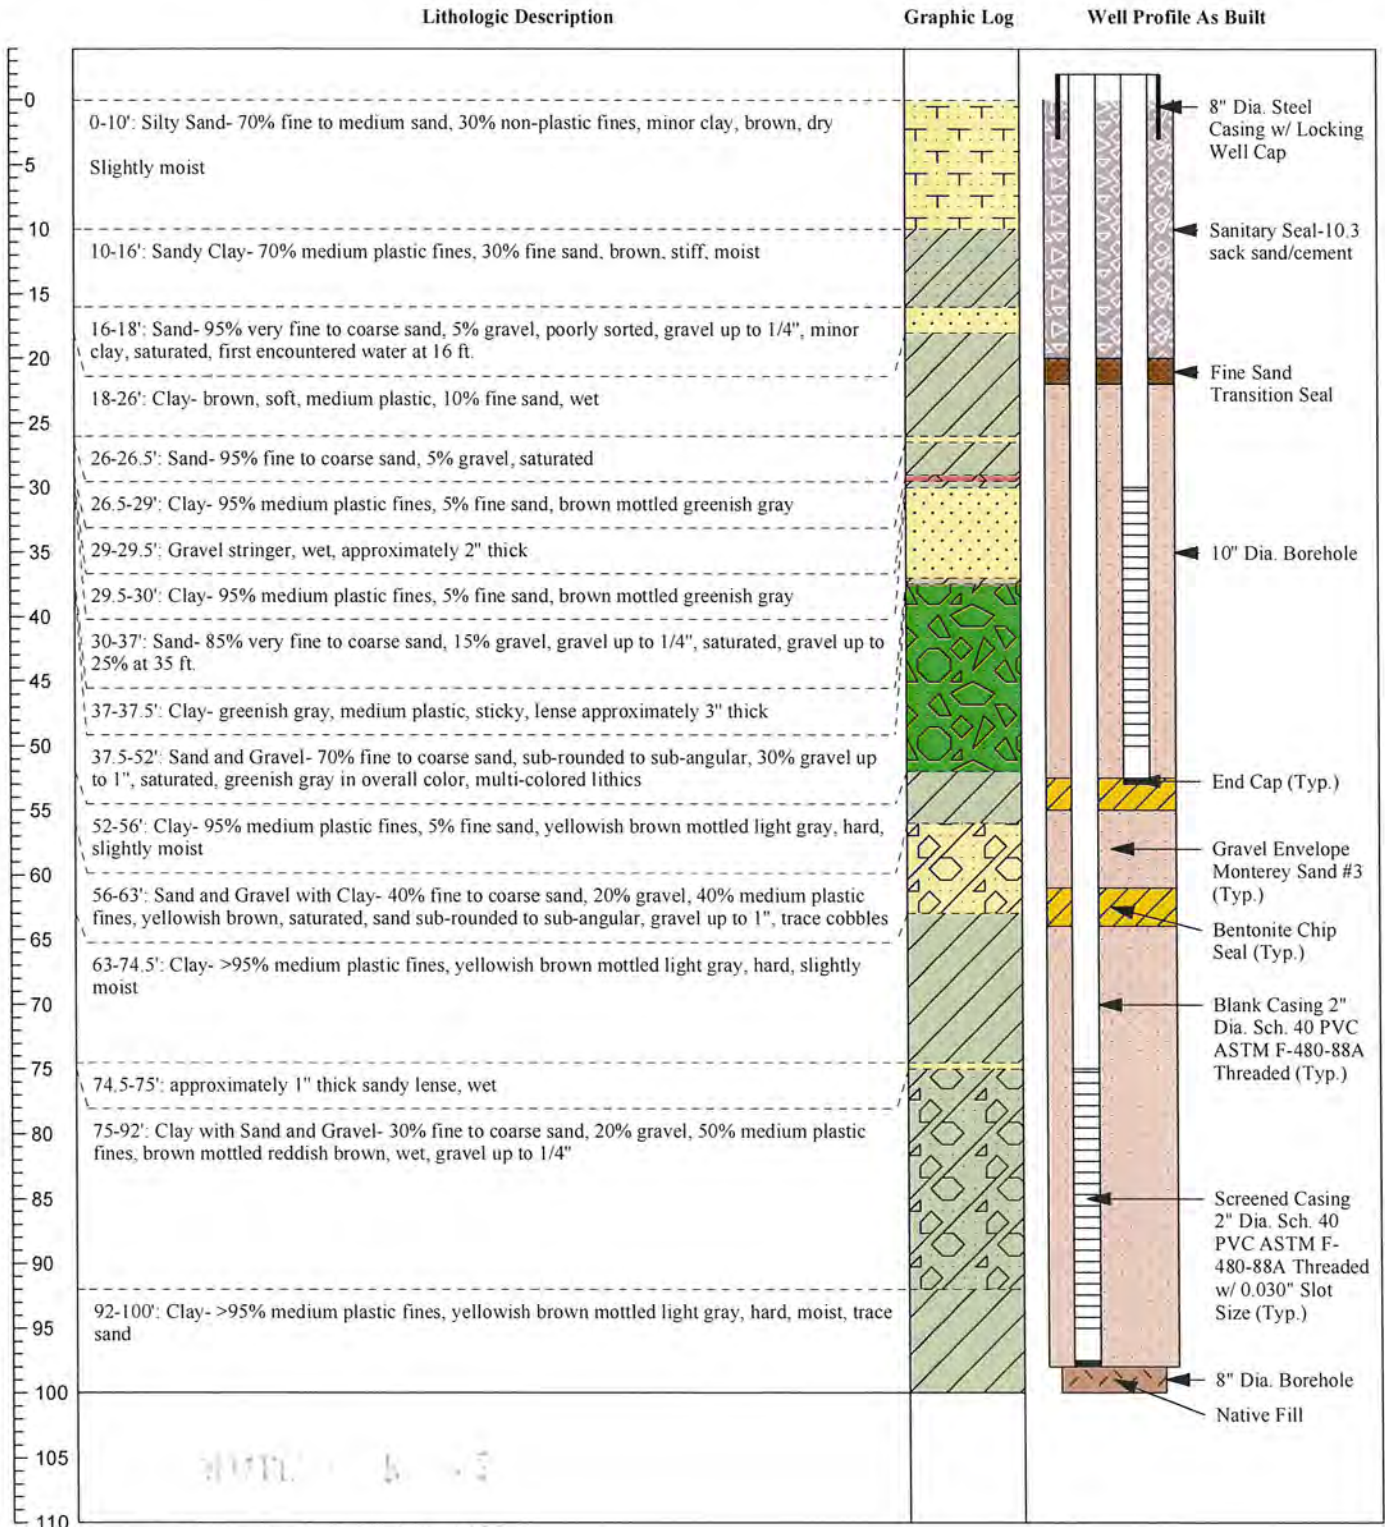 Lithologic Description
Graphic Log
Well Profile As Built
0
5
10
15
20
25
30
35
40
45
50
55
60
65
70
75
80
85
90
95
100
105
110
0-10': Silty Sand- 70% fine to medium sand, 30% non-plastic fines, minor clay, brown, dry
Slightly moist
10-16': Sandy Clay- 70% medium plastic fines, 30% fine sand, brown, stiff, moist
16-18': Sand- 95% very fine to coarse sand, 5% gravel, poorly sorted, gravel up to 1/4", minor
clay, saturated, first encountered water at 16 ft.
18-26': Clay- brown, soft, medium plastic, 10% fine sand, wet
26-26.5': Sand- 95% fine to coarse sand, 5% gravel, saturated
26.5-29': Clay- 95% medium plastic fines, 5% fine sand, brown mottled greenish gray
29-29.5': Gravel stringer, wet, approximately 2" thick
29.5-30': Clay- 95% medium plastic fines, 5% fine sand, brown mottled greenish gray
30-37': Sand- 85% very fine to coarse sand, 15% gravel, gravel up to 1/4", saturated, gravel up to
25% at 35 ft.
37-37.5': Clay- greenish gray, medium plastic, sticky, lense approximately 3" thick
37.5-52': Sand and Gravel- 70% fine to coarse sand, sub-rounded to sub-angular, 30% gravel up
to 1", saturated, greenish gray in overall color, multi-colored lithics
52-56': Clay- 95% medium plastic fines, 5% fine sand, yellowish brown mottled light gray, hard,
slightly moist
56-63': Sand and Gravel with Clay- 40% fine to coarse sand, 20% gravel, 40% medium plastic
fines, yellowish brown, saturated, sand sub-rounded to sub-angular, gravel up to 1", trace cobbles
63-74.5': Clay- >95% medium plastic fines, yellowish brown mottled light gray, hard, slightly
moist
74.5-75': approximately 1" thick sandy lense, wet
75-92': Clay with Sand and Gravel- 30% fine to coarse sand, 20% gravel, 50% medium plastic
fines, brown mottled reddish brown, wet, gravel up to 1/4"
92-100': Clay- >95% medium plastic fines, yellowish brown mottled light gray, hard, moist, trace
sand
8" Dia. Steel
Casing w/ Locking
Well Cap
Sanitary Seal-10.3
sack sand/cement
Fine Sand
Transition Seal
10" Dia. Borehole
End Cap (Typ.)
Gravel Envelope
Monterey Sand #3
(Typ.)
Bentonite Chip
Seal (Typ.)
Blank Casing 2"
Dia. Sch. 40 PVC
ASTM F-480-88A
Threaded (Typ.)
Screened Casing
2" Dia. Sch. 40
PVC ASTM F-
480-88A Threaded
w/ 0.030" Slot
Size (Typ.)
8" Dia. Borehole
Native Fill